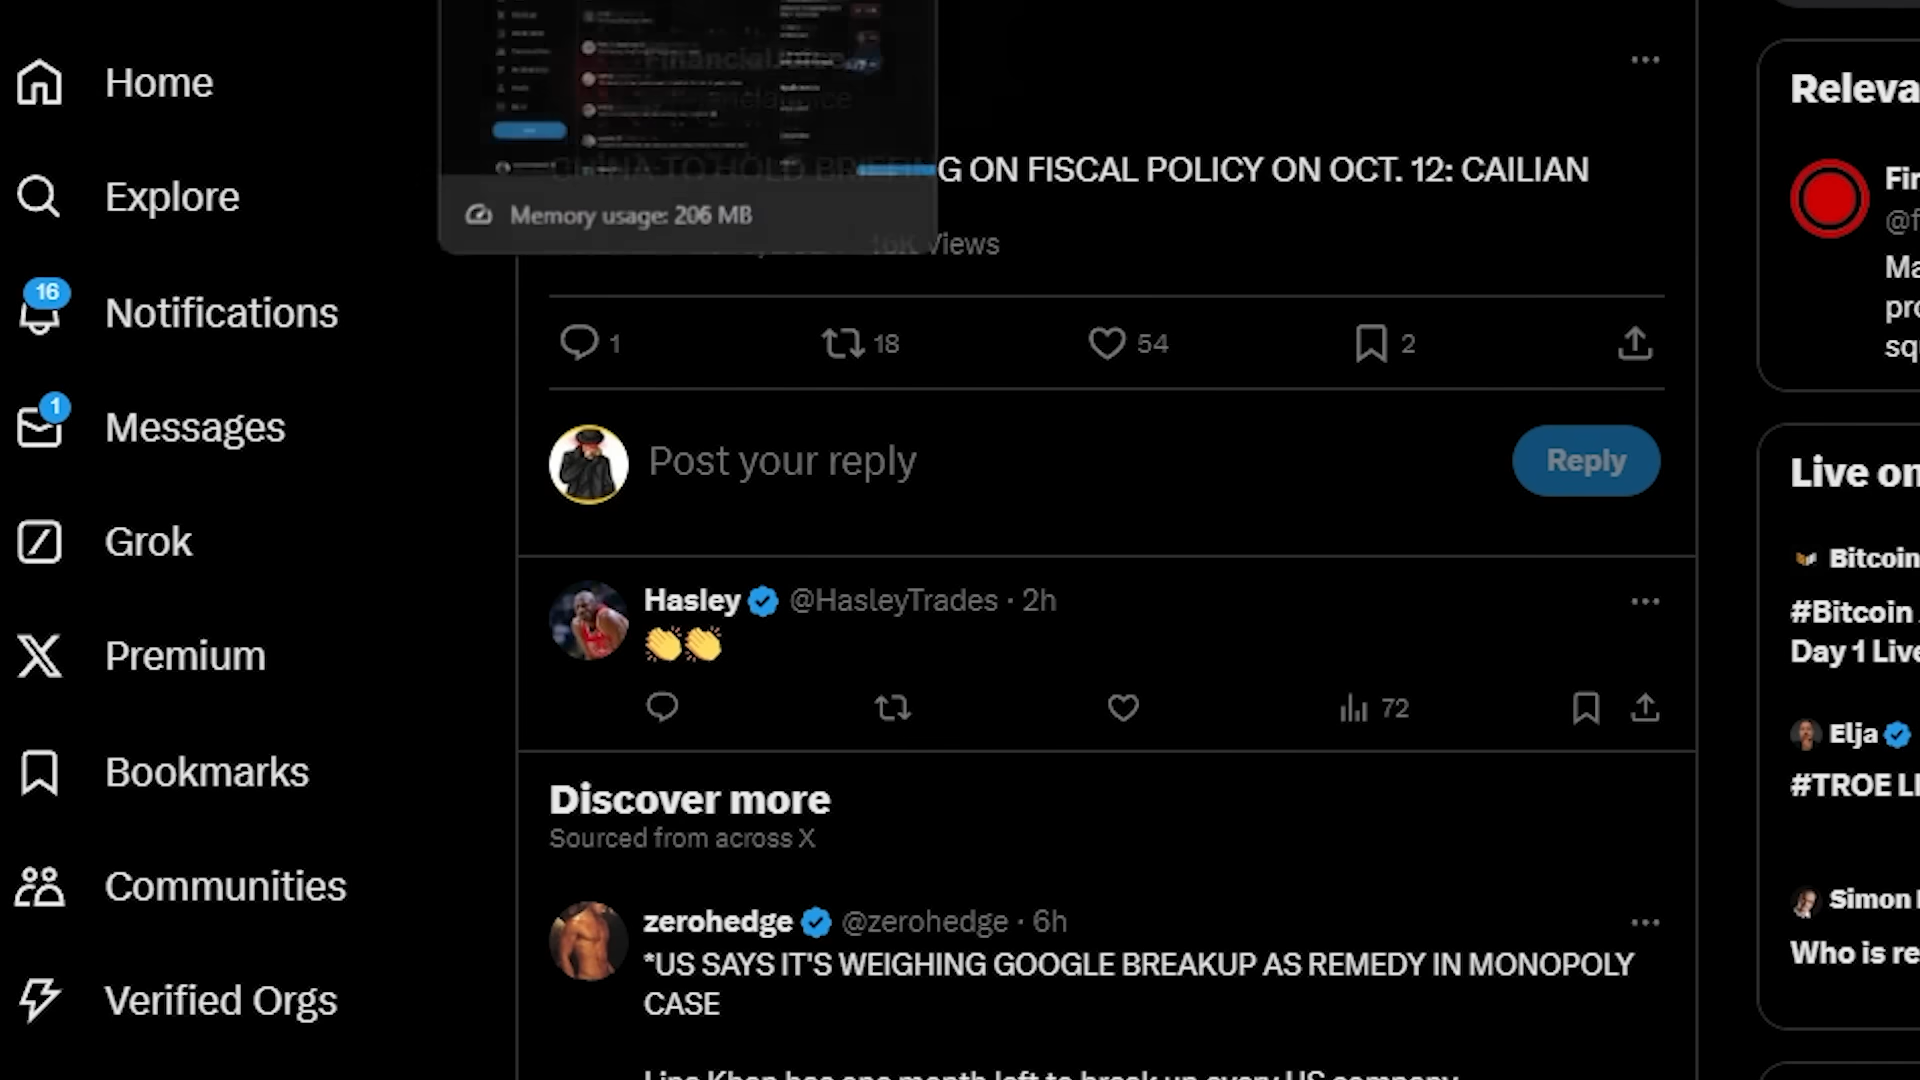 Home
Explore
16
Notifications
1
Messages
Grok
Premium
Bookmarks
Communities
Verified Orgs
FinancialJuice
CHINA TO HOLD BRIEFING ON FISCAL POLICY ON OCT. 12: CAILIAN
Memory usage: 206 MB
16K Views
1
18
54
2
Post your reply
Reply
Hasley @HasleyTrades · 2h
👏👏
72
Discover more
Sourced from across X
zerohedge @zerohedge · 6h
*US SAYS IT'S WEIGHING GOOGLE BREAKUP AS REMEDY IN MONOPOLY
CASE
Lina Khan has one month left to break up every US company
Releva
Fir
@f
Ma
pro
sq
Live on
Bitcoin
#Bitcoin
Day 1 Live
Elja
#TROE LI
Simon
Who is re